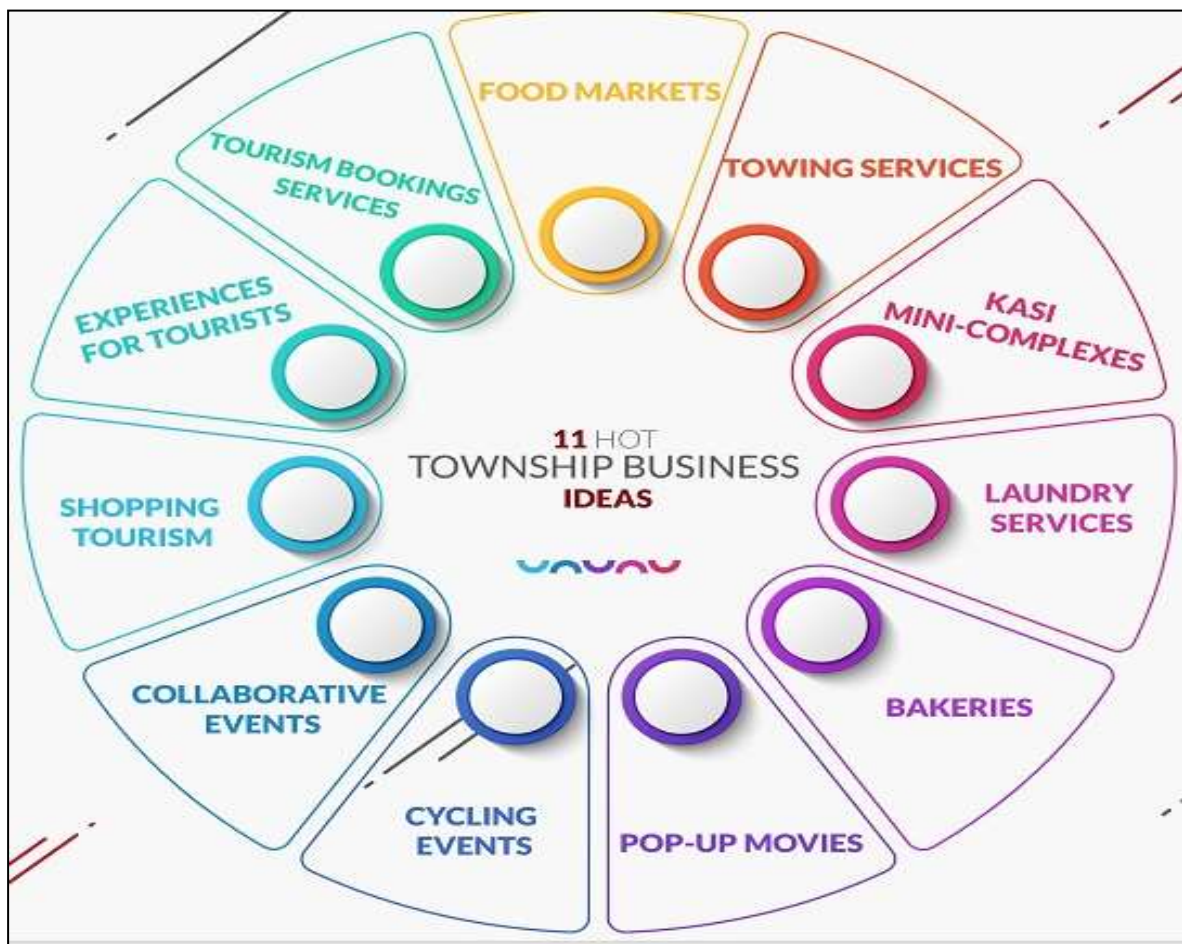 FOOD MARKETS
TOWING SERVICES
KASI
MINI-COMPLEXES
LAUNDRY
SERVICES
BAKERIES
POP-UP MOVIES
CYCLING
EVENTS
COLLABORATIVE
EVENTS
SHOPPING
TOURISM
EXPERIENCES
FOR TOURISTS
TOURISM BOOKINGS
SERVICES
11 HOT
TOWNSHIP BUSINESS
IDEAS